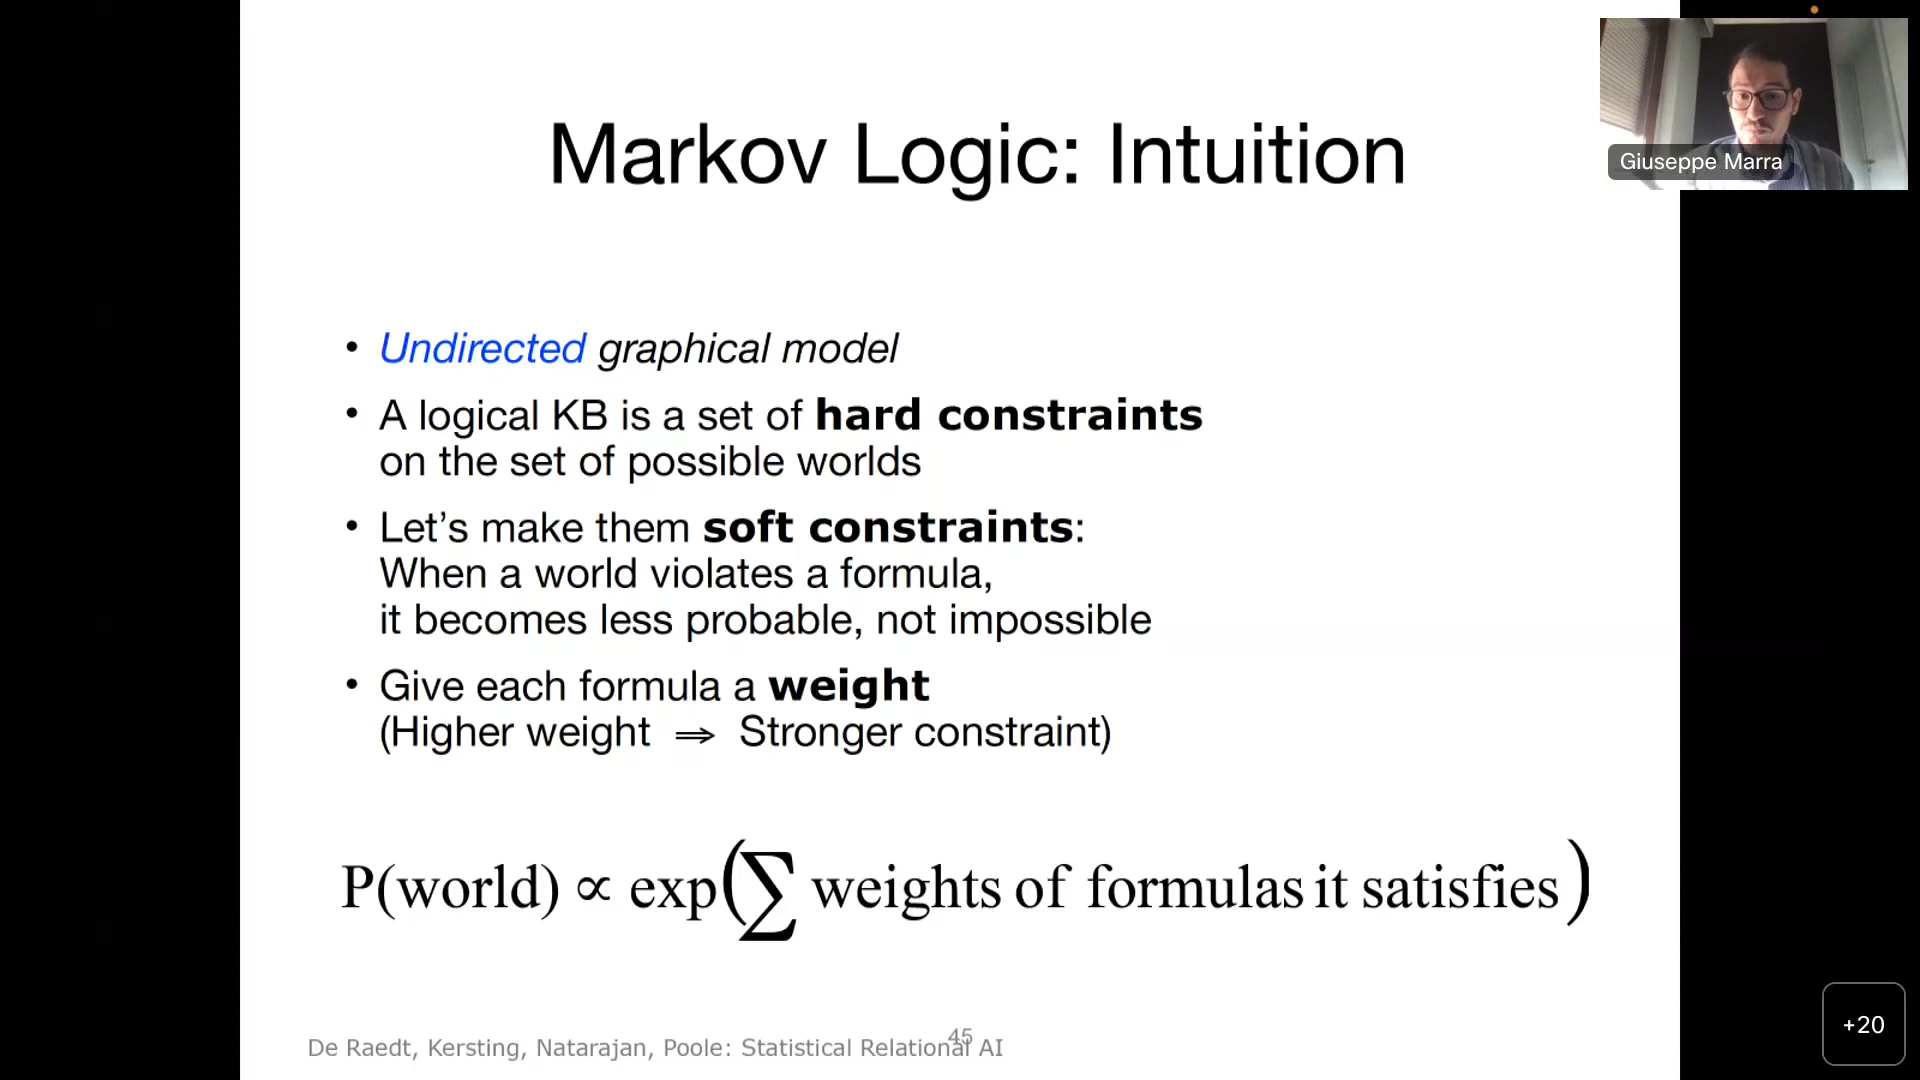 Markov Logic: Intuition
Giuseppe Marra
• Undirected graphical model
• A logical KB is a set of hard constraints
on the set of possible worlds
• Let’s make them soft constraints:
When a world violates a formula,
it becomes less probable, not impossible
• Give each formula a weight
(Higher weight ⇒ Stronger constraint)
P(world) ∝ exp(∑ weights of formulas it satisfies)
45
De Raedt, Kersting, Natarajan, Poole: Statistical Relational AI
+20